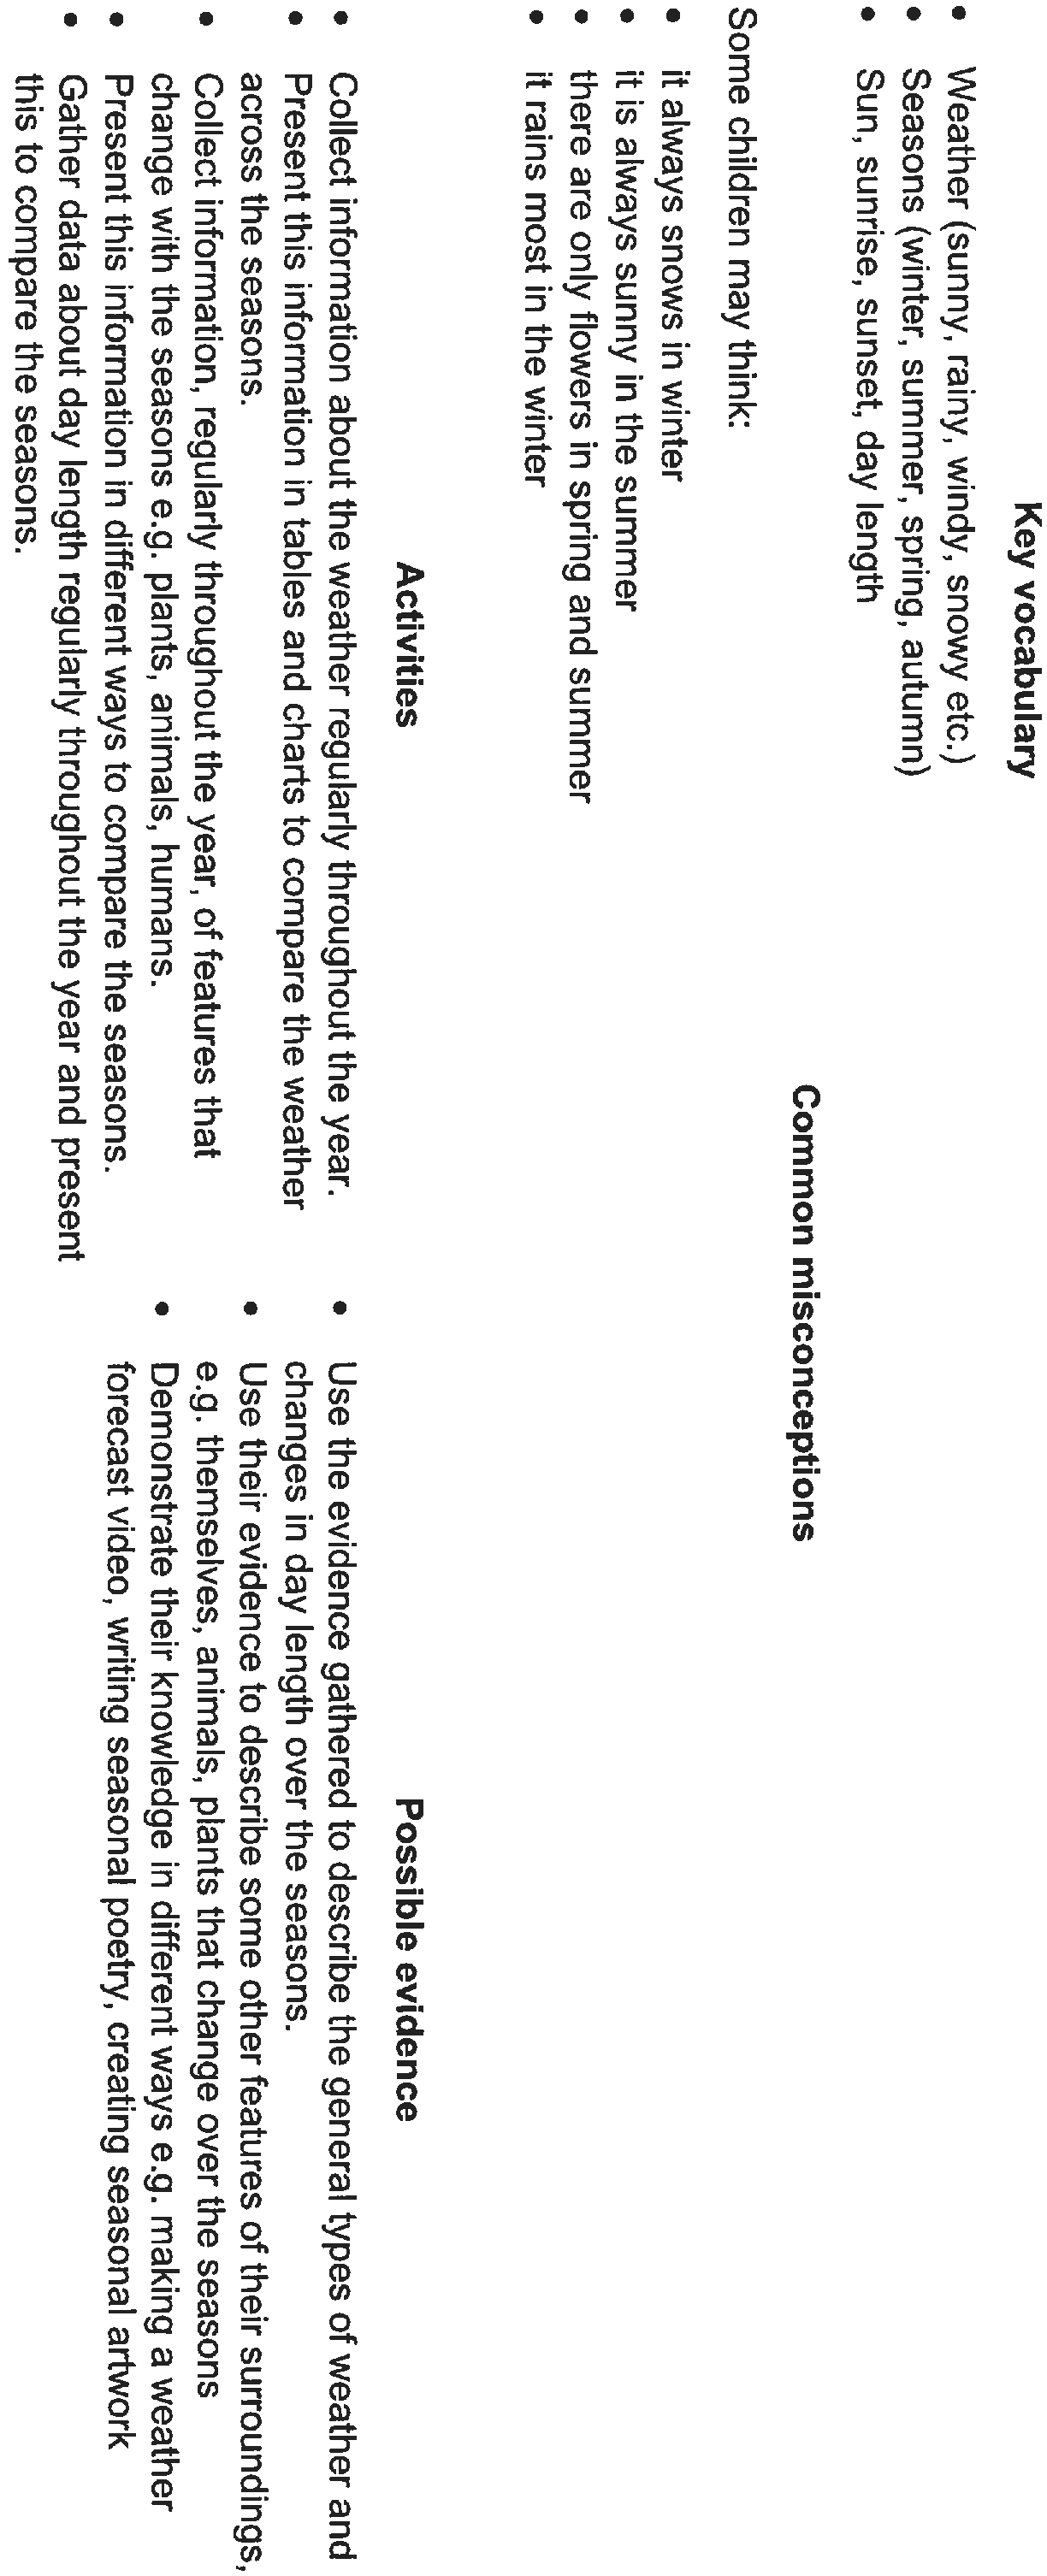 Key vocabulary
• Weather (sunny, rainy, windy, snowy etc.)
• Seasons (winter, summer, spring, autumn)
• Sun, sunrise, sunset, day length
Common misconceptions
Some children may think:
• it always snows in winter
• it is always sunny in the summer
• there are only flowers in spring and summer
• it rains most in the winter
Activities
• Collect information about the weather regularly throughout the year.
• Present this information in tables and charts to compare the weather
across the seasons.
• Collect information, regularly throughout the year, of features that
change with the seasons e.g. plants, animals, humans.
• Present this information in different ways to compare the seasons.
• Gather data about day length regularly throughout the year and present
this to compare the seasons.
Possible evidence
• Use the evidence gathered to describe the general types of weather and
changes in day length over the seasons.
• Use their evidence to describe some other features of their surroundings,
e.g. themselves, animals, plants that change over the seasons
• Demonstrate their knowledge in different ways e.g. making a weather
forecast video, writing seasonal poetry, creating seasonal artwork